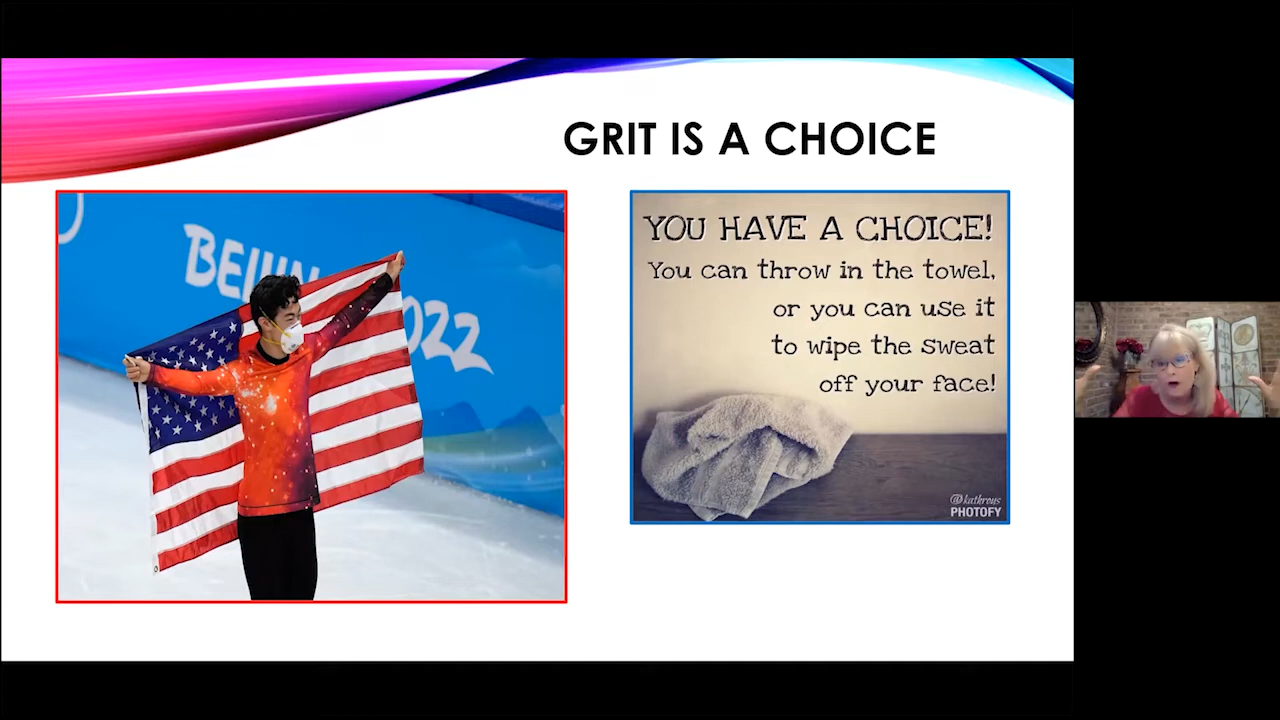 GRIT IS A CHOICE
BEIJIN
022
YOU HAVE A CHOICE!
You can throw in the towel,
or you can use it
to wipe the sweat
off your face!
@kathrous
PHOTOFY